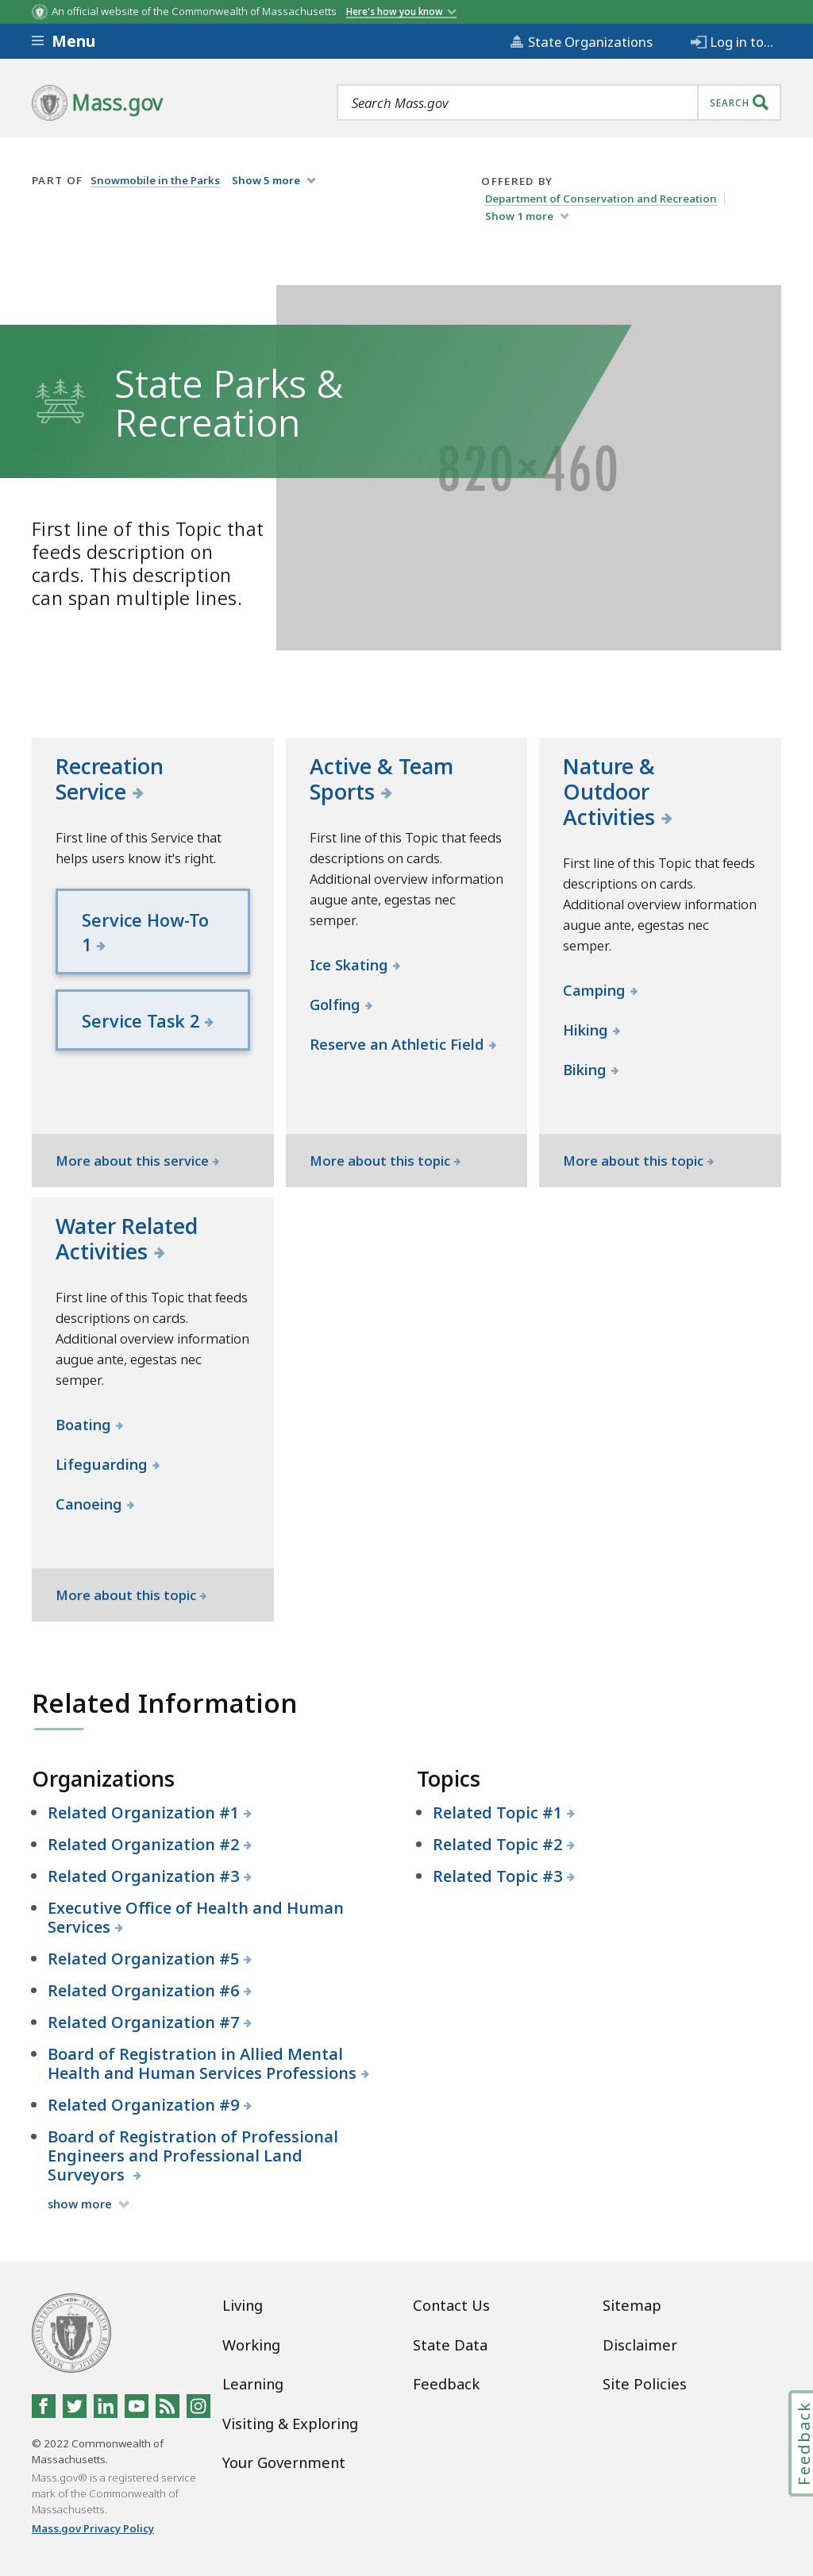 An official website of the Commonwealth of Massachusetts Here's how you know
Menu
State Organizations
Log in to...
Mass.gov
Search Mass.gov
SEARCH
PART OF Snowmobile in the Parks Show 5 more
OFFERED BY
Department of Conservation and Recreation
Show 1 more
State Parks &
Recreation
820×460
First line of this Topic that
feeds description on
cards. This description
can span multiple lines.
Recreation
Service
First line of this Service that
helps users know it's right.
Service How-To
1
Service Task 2
More about this service
Active & Team
Sports
First line of this Topic that feeds
descriptions on cards.
Additional overview information
augue ante, egestas nec
semper.
Ice Skating
Golfing
Reserve an Athletic Field
More about this topic
Nature &
Outdoor
Activities
First line of this Topic that feeds
descriptions on cards.
Additional overview information
augue ante, egestas nec
semper.
Camping
Hiking
Biking
More about this topic
Water Related
Activities
First line of this Topic that feeds
descriptions on cards.
Additional overview information
augue ante, egestas nec
semper.
Boating
Lifeguarding
Canoeing
More about this topic
Related Information
Organizations
Related Organization #1
Related Organization #2
Related Organization #3
Executive Office of Health and Human
Services
Related Organization #5
Related Organization #6
Related Organization #7
Board of Registration in Allied Mental
Health and Human Services Professions
Related Organization #9
Board of Registration of Professional
Engineers and Professional Land
Surveyors
show more
Topics
Related Topic #1
Related Topic #2
Related Topic #3
© 2022 Commonwealth of
Massachusetts.
Mass.gov® is a registered service
mark of the Commonwealth of
Massachusetts.
Mass.gov Privacy Policy
Living
Working
Learning
Visiting & Exploring
Your Government
Contact Us
State Data
Feedback
Sitemap
Disclaimer
Site Policies
Feedback